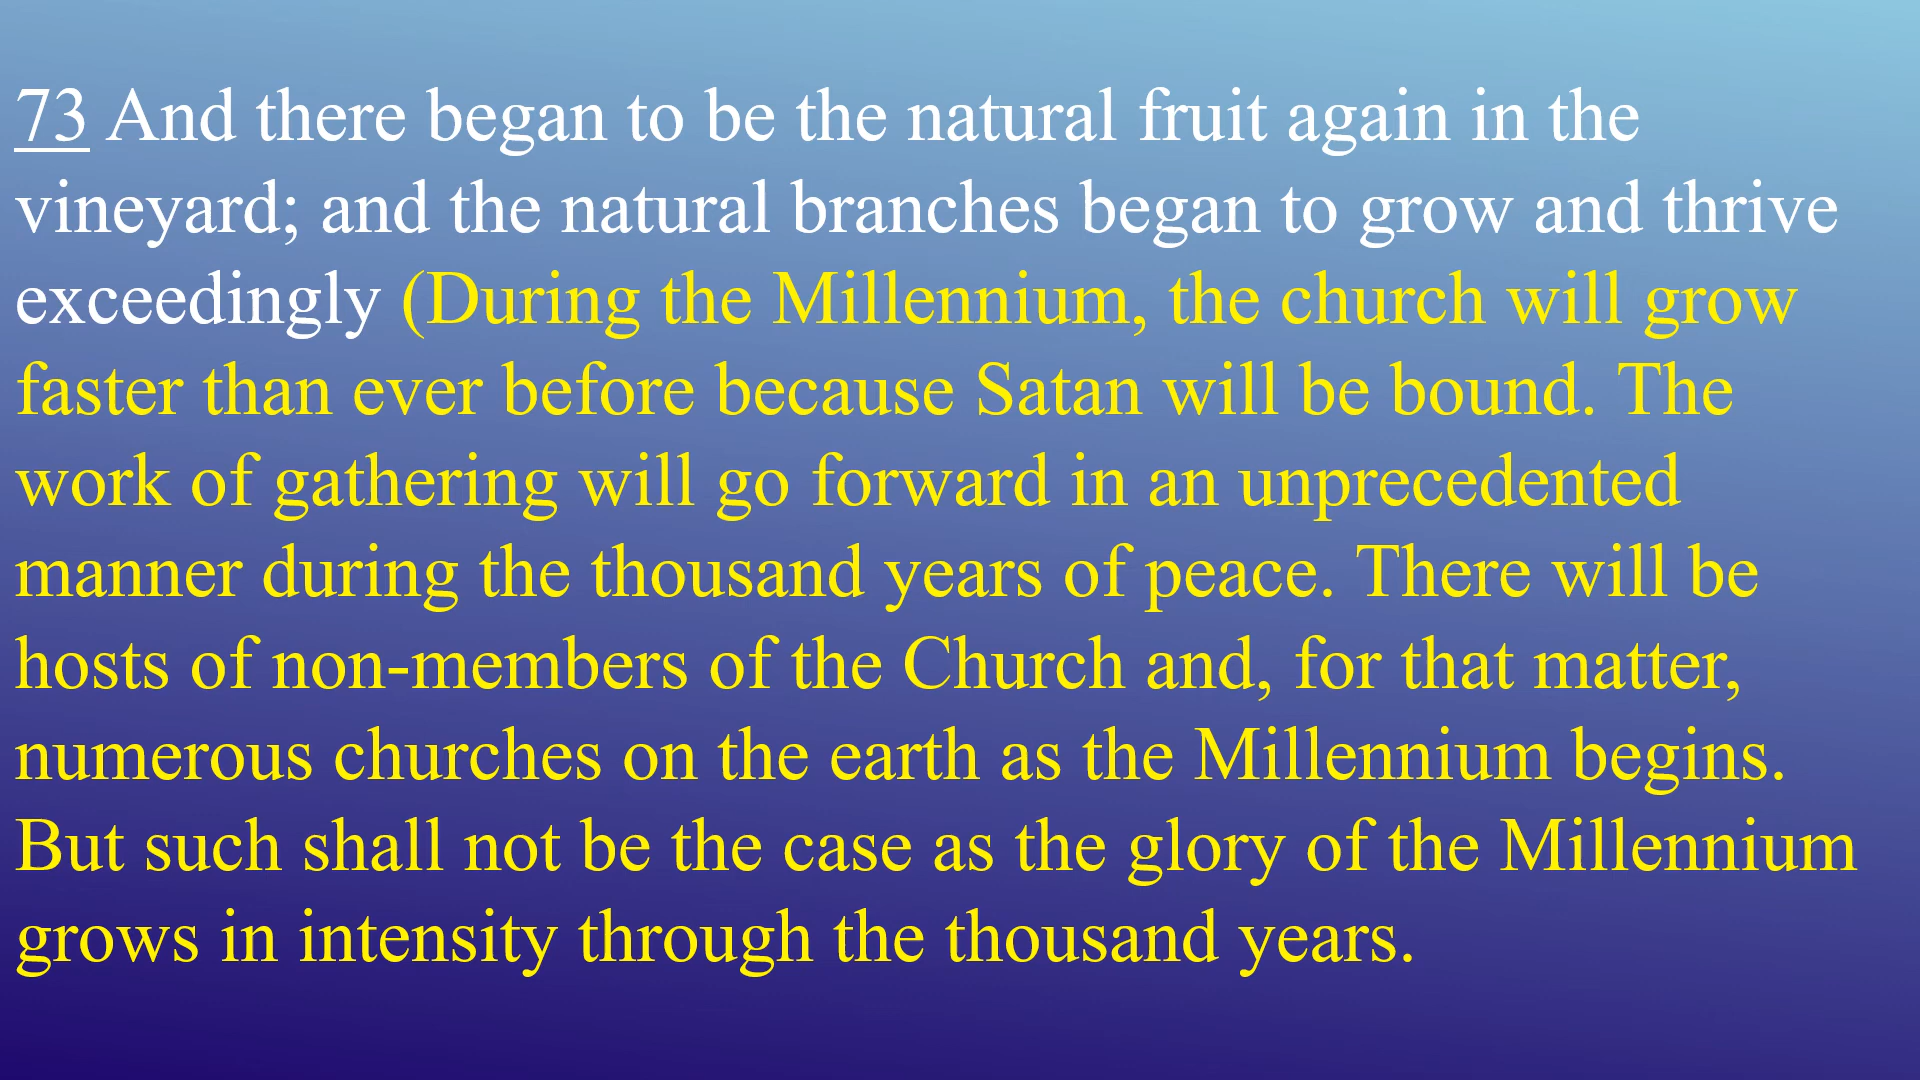 73 And there began to be the natural fruit again in the
vineyard; and the natural branches began to grow and thrive
exceedingly (During the Millennium, the church will grow
faster than ever before because Satan will be bound. The
work of gathering will go forward in an unprecedented
manner during the thousand years of peace. There will be
hosts of non-members of the Church and, for that matter,
numerous churches on the earth as the Millennium begins.
But such shall not be the case as the glory of the Millennium
grows in intensity through the thousand years.